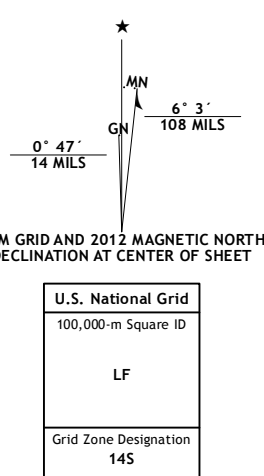 ★
MN
GN
6° 3´
108 MILS
0° 47´
14 MILS
M GRID AND 2012 MAGNETIC NORTH
DECLINATION AT CENTER OF SHEET
U.S. National Grid
100,000-m Square ID
LF
Grid Zone Designation
14S